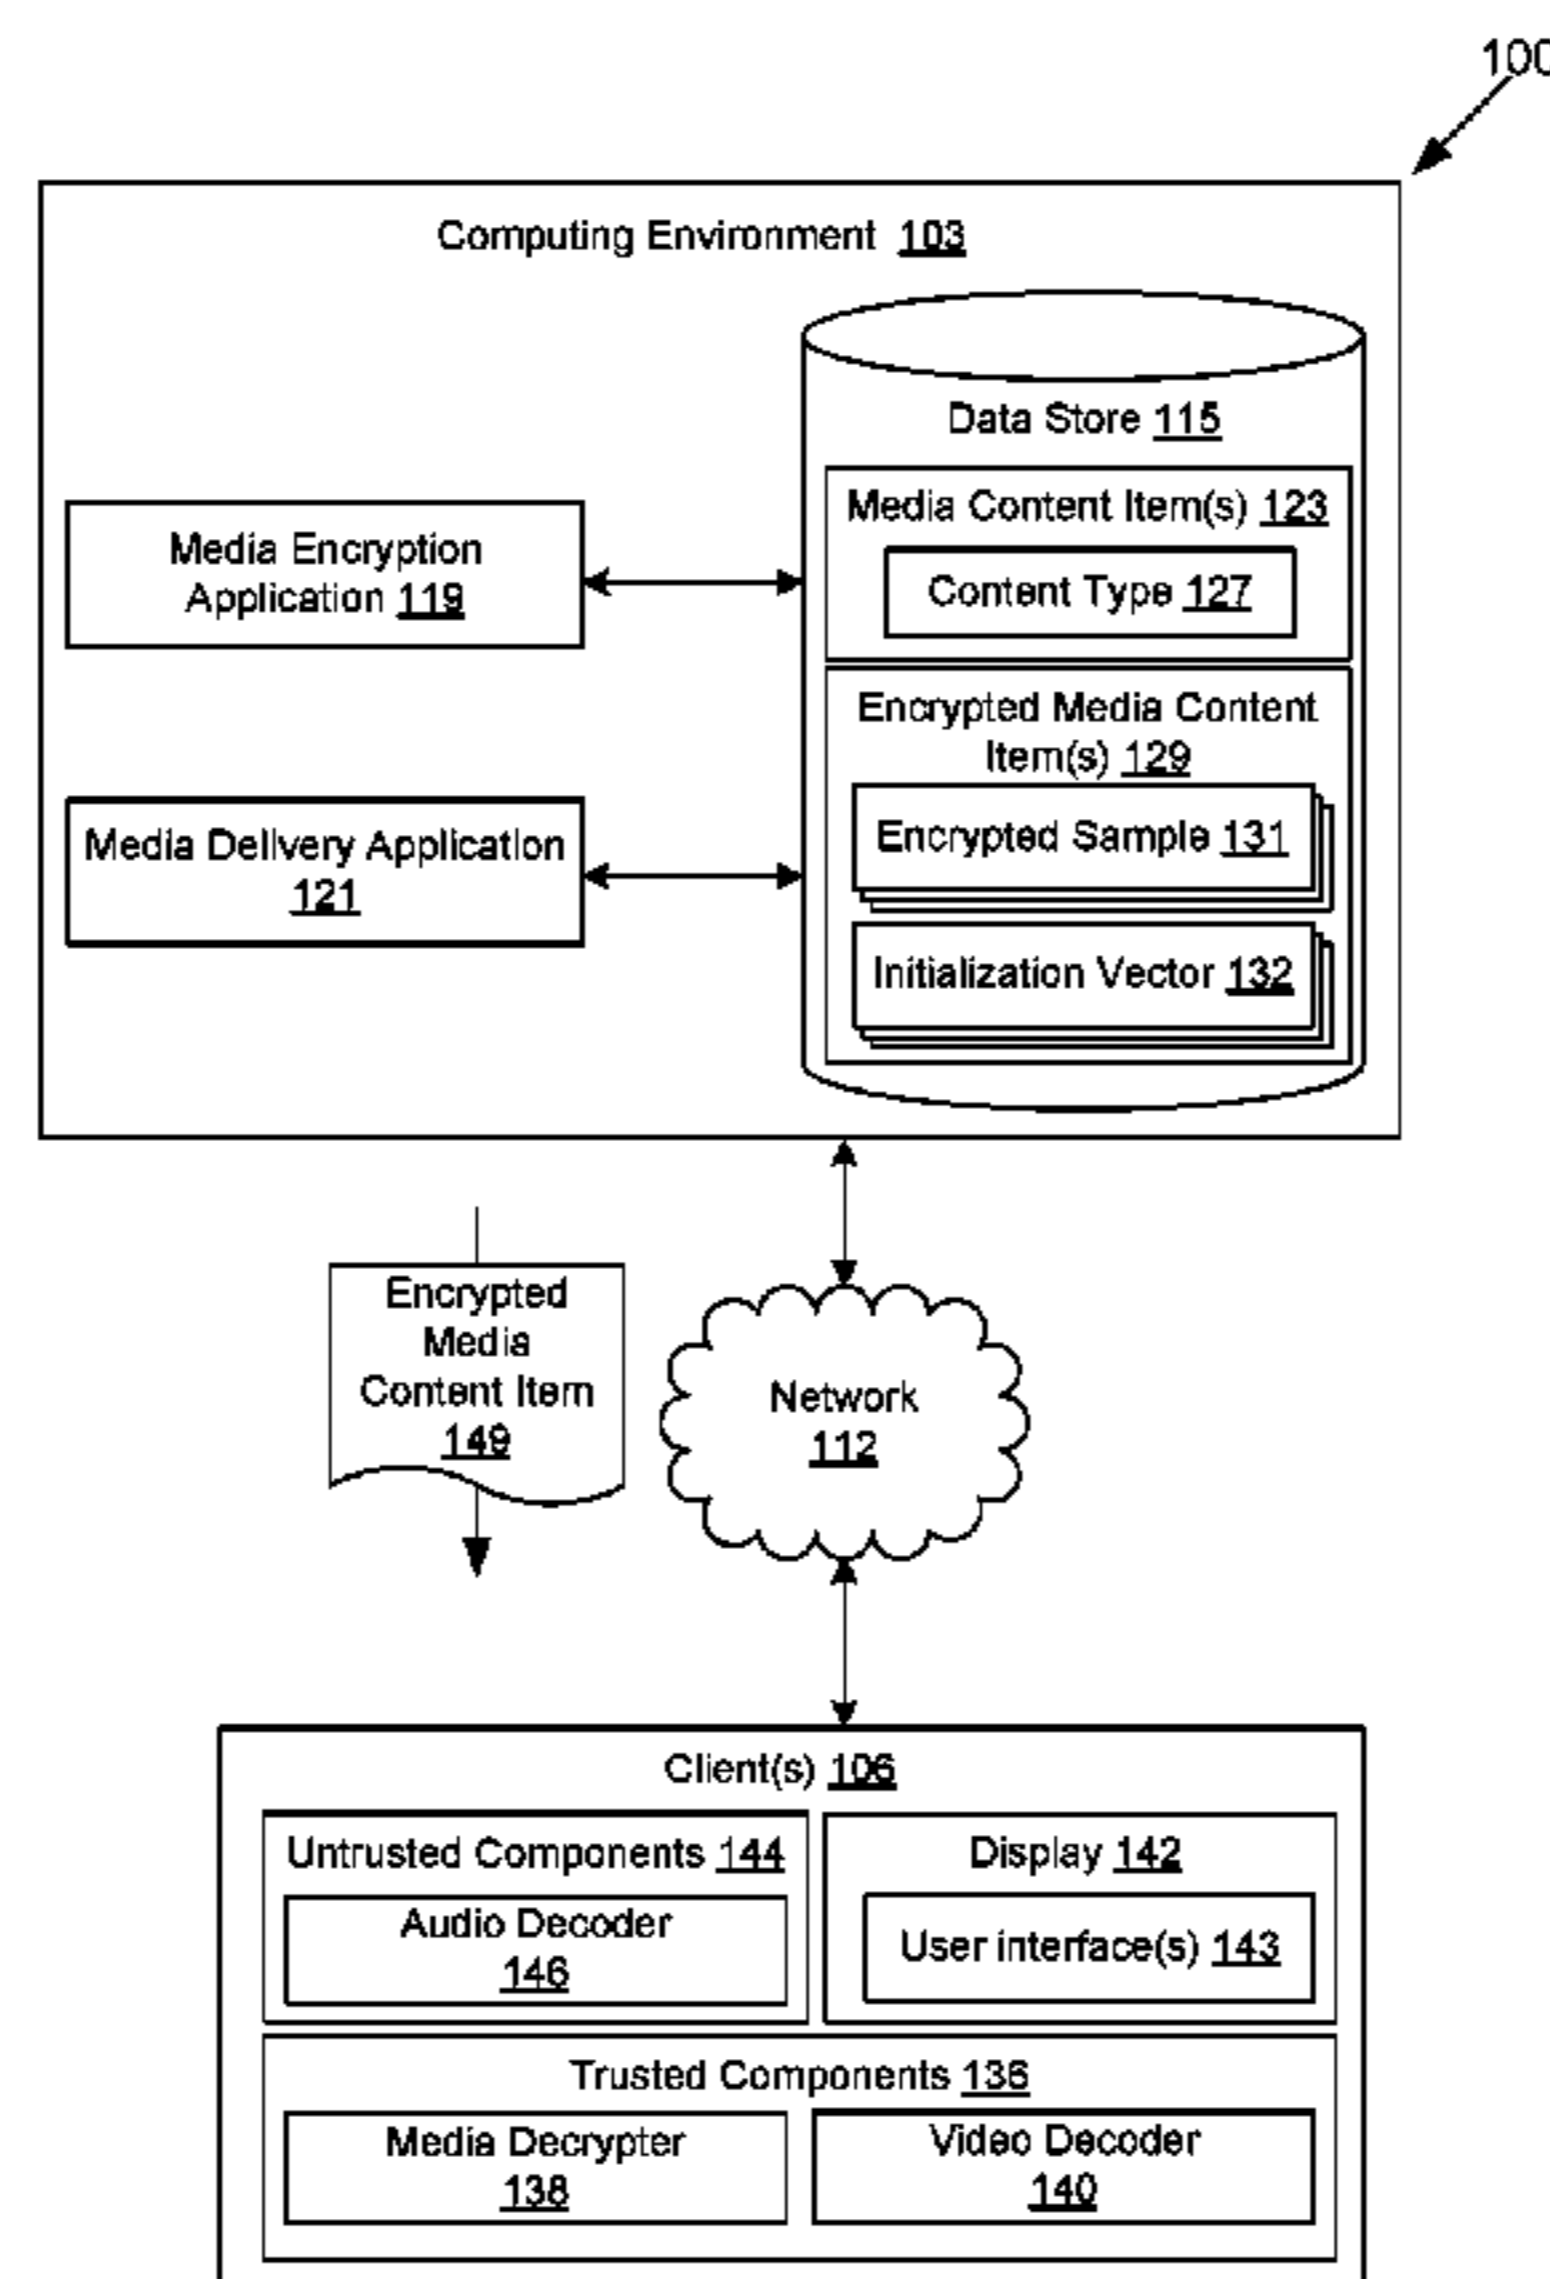 100
Computing Environment 103
Data Store 115
Media Content Item(s) 123
Content Type 127
Media Encryption
Application 119
Encrypted Media Content
Item(s) 129
Encrypted Sample 131
Initialization Vector 132
Media Delivery Application
121
Encrypted
Media
Content Item
149
Network
112
Client(s) 106
Untrusted Components 144
Audio Decoder
146
Display 142
User interface(s) 143
Trusted Components 136
Media Decrypter
138
Video Decoder
140